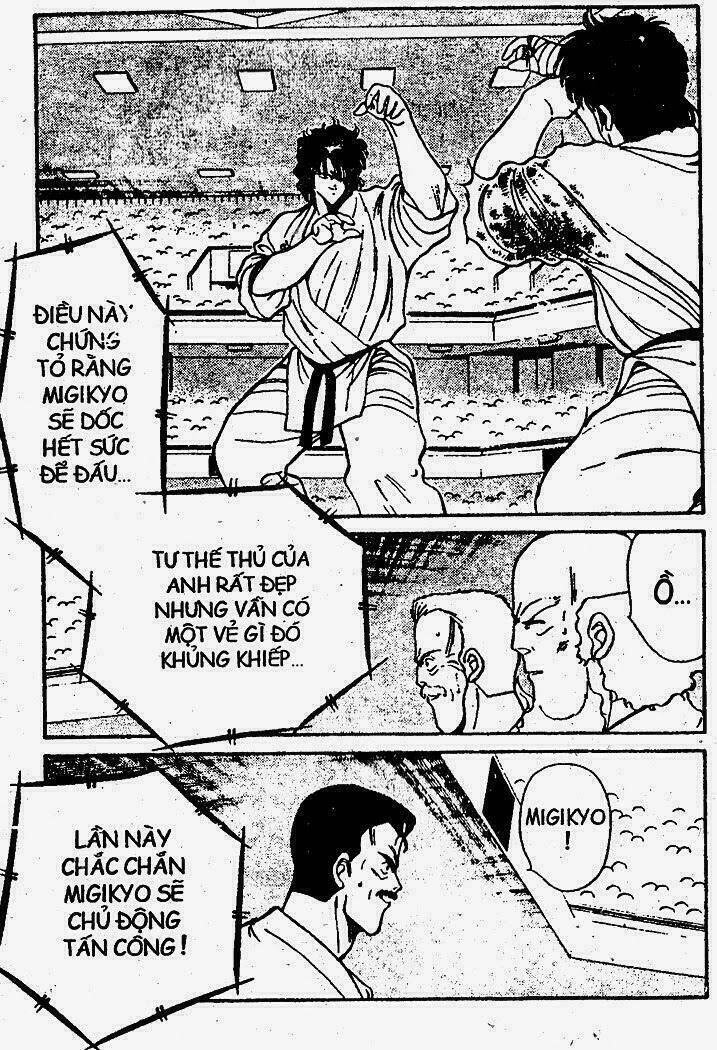 ĐIỀU NÀY
CHỨNG
TỎ RẰNG
MIGIKYO
SẼ DỐC
HẾT SỨC
ĐỂ ĐẤU...
TƯ THẾ THỦ CỦA
ANH RẤT ĐẸP
NHƯNG VẪN CÓ
MỘT VẺ GÌ ĐÓ
KHỦNG KHIẾP...
Ồ...
MIGIKYO
!
LẦN NÀY
CHẮC CHẮN
MIGIKYO SẼ
CHỦ ĐỘNG
TẤN CÔNG!